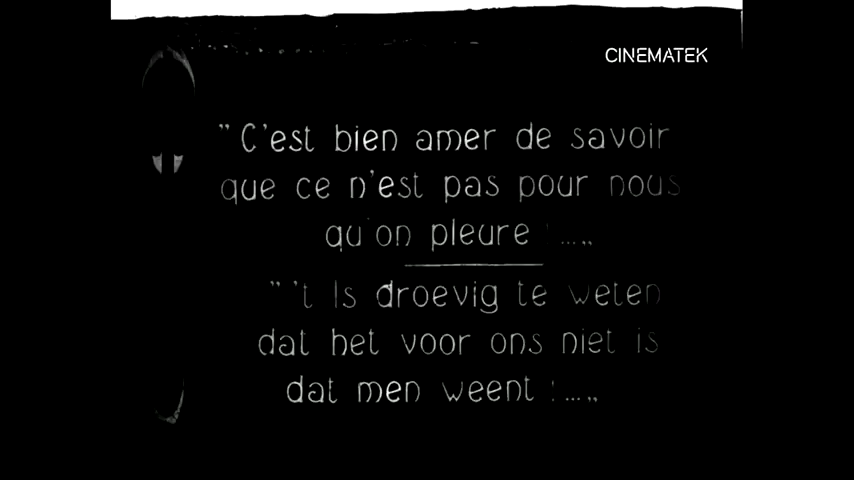 CINEMATEK
"C'est bien amer de savoir
que ce n'est pas pour nous
qu'on pleure !...„
"'t Is droevig te weten
dat het voor ons niet is
dat men weent !...„